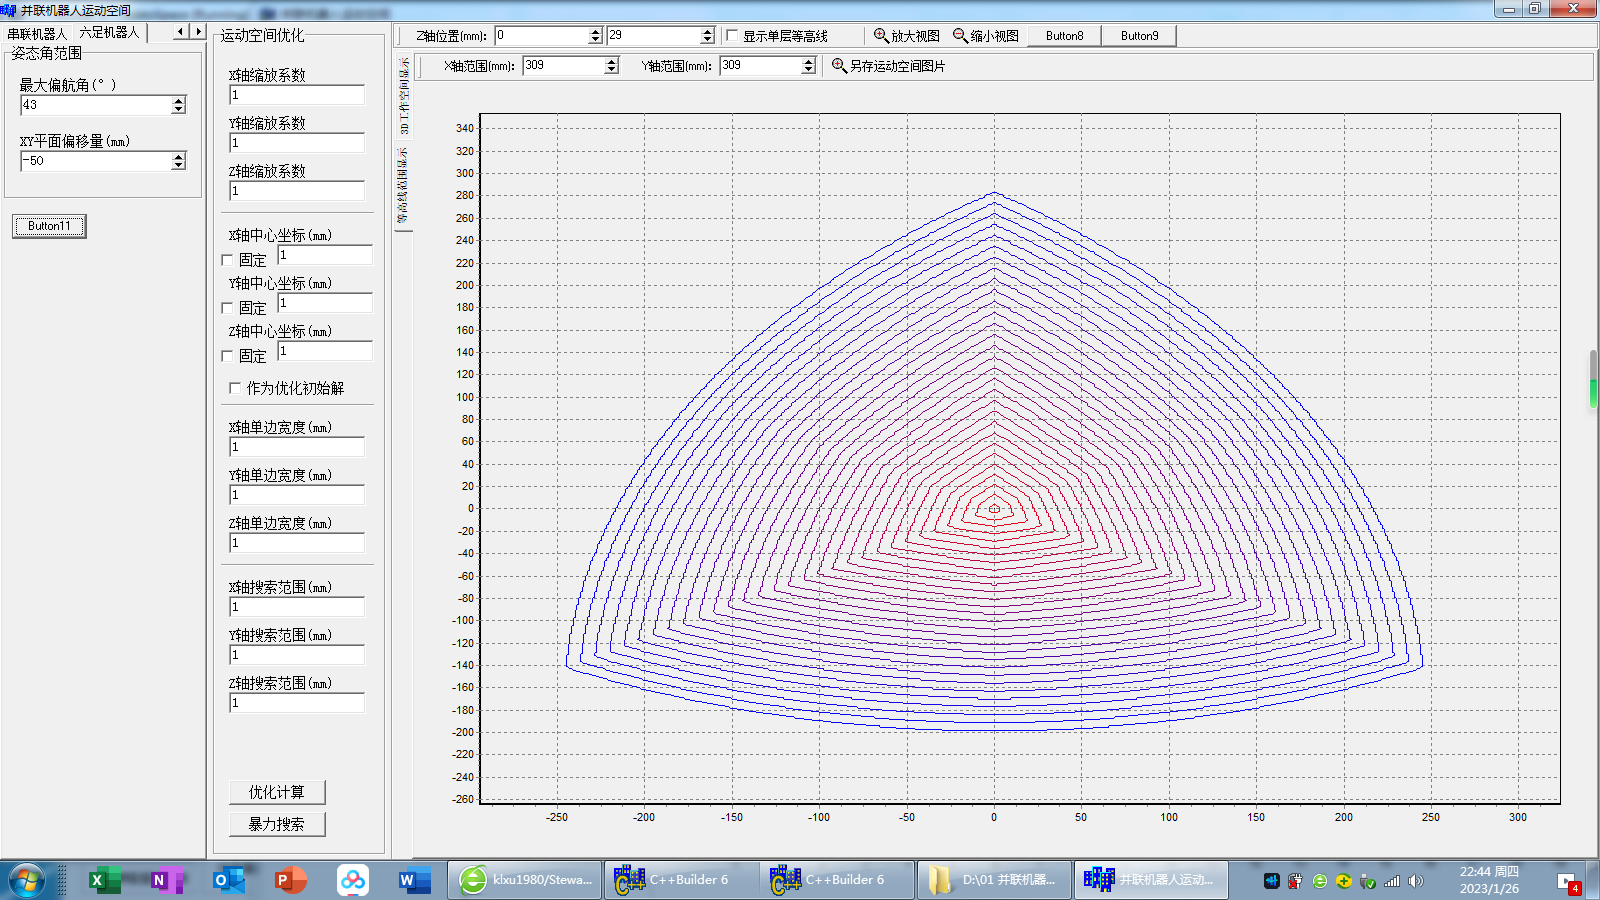 并联机器人运动空间
串联机器人 六足机器人
姿态角范围
最大偏航角(°)
43
XY平面偏移量(mm)
-50
Button11
运动空间优化
X轴缩放系数
1
Y轴缩放系数
1
Z轴缩放系数
1
X轴中心坐标(mm)
固定 1
Y轴中心坐标(mm)
固定 1
Z轴中心坐标(mm)
固定 1
作为优化初始解
X轴单边宽度(mm)
1
Y轴单边宽度(mm)
1
Z轴单边宽度(mm)
1
X轴搜索范围(mm)
1
Y轴搜索范围(mm)
1
Z轴搜索范围(mm)
1
优化计算
暴力搜索
3D工作空间显示
等高线范围显示
Z轴位置(mm): 0 29 显示单层等高线 放大视图 缩小视图 Button8 Button9
X轴范围(mm): 309 Y轴范围(mm): 309 另存运动空间图片
340
320
300
280
260
240
220
200
180
160
140
120
100
80
60
40
20
0
-20
-40
-60
-80
-100
-120
-140
-160
-180
-200
-220
-240
-260
-250 -200 -150 -100 -50 0 50 100 150 200 250 300
klxu1980/Stewa... C++Builder 6 C++Builder 6 D:\01 并联机器... 并联机器人运动...
22:44 周四
2023/1/26
4